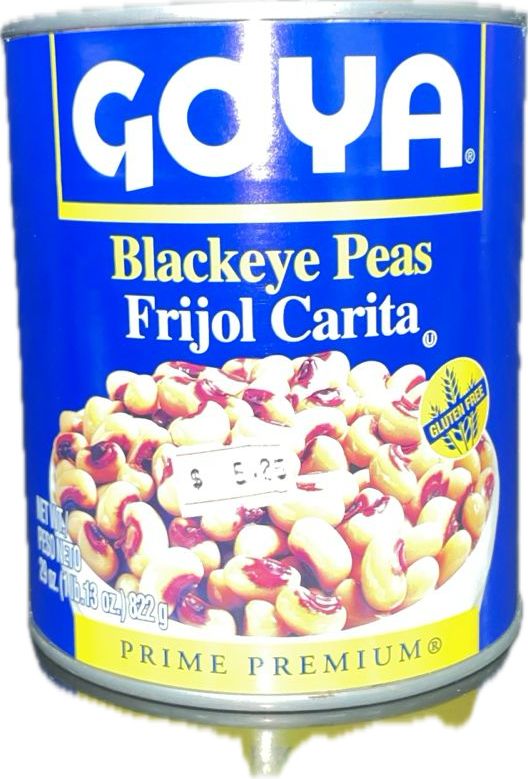 GOYA®
Blackeye Peas
Frijol Carita Ⓤ
GLUTEN FREE
$ 5.25
NET WT.
PESO NETO
29 oz. (1 lb.13 oz.) 822 g
PRIME PREMIUM®